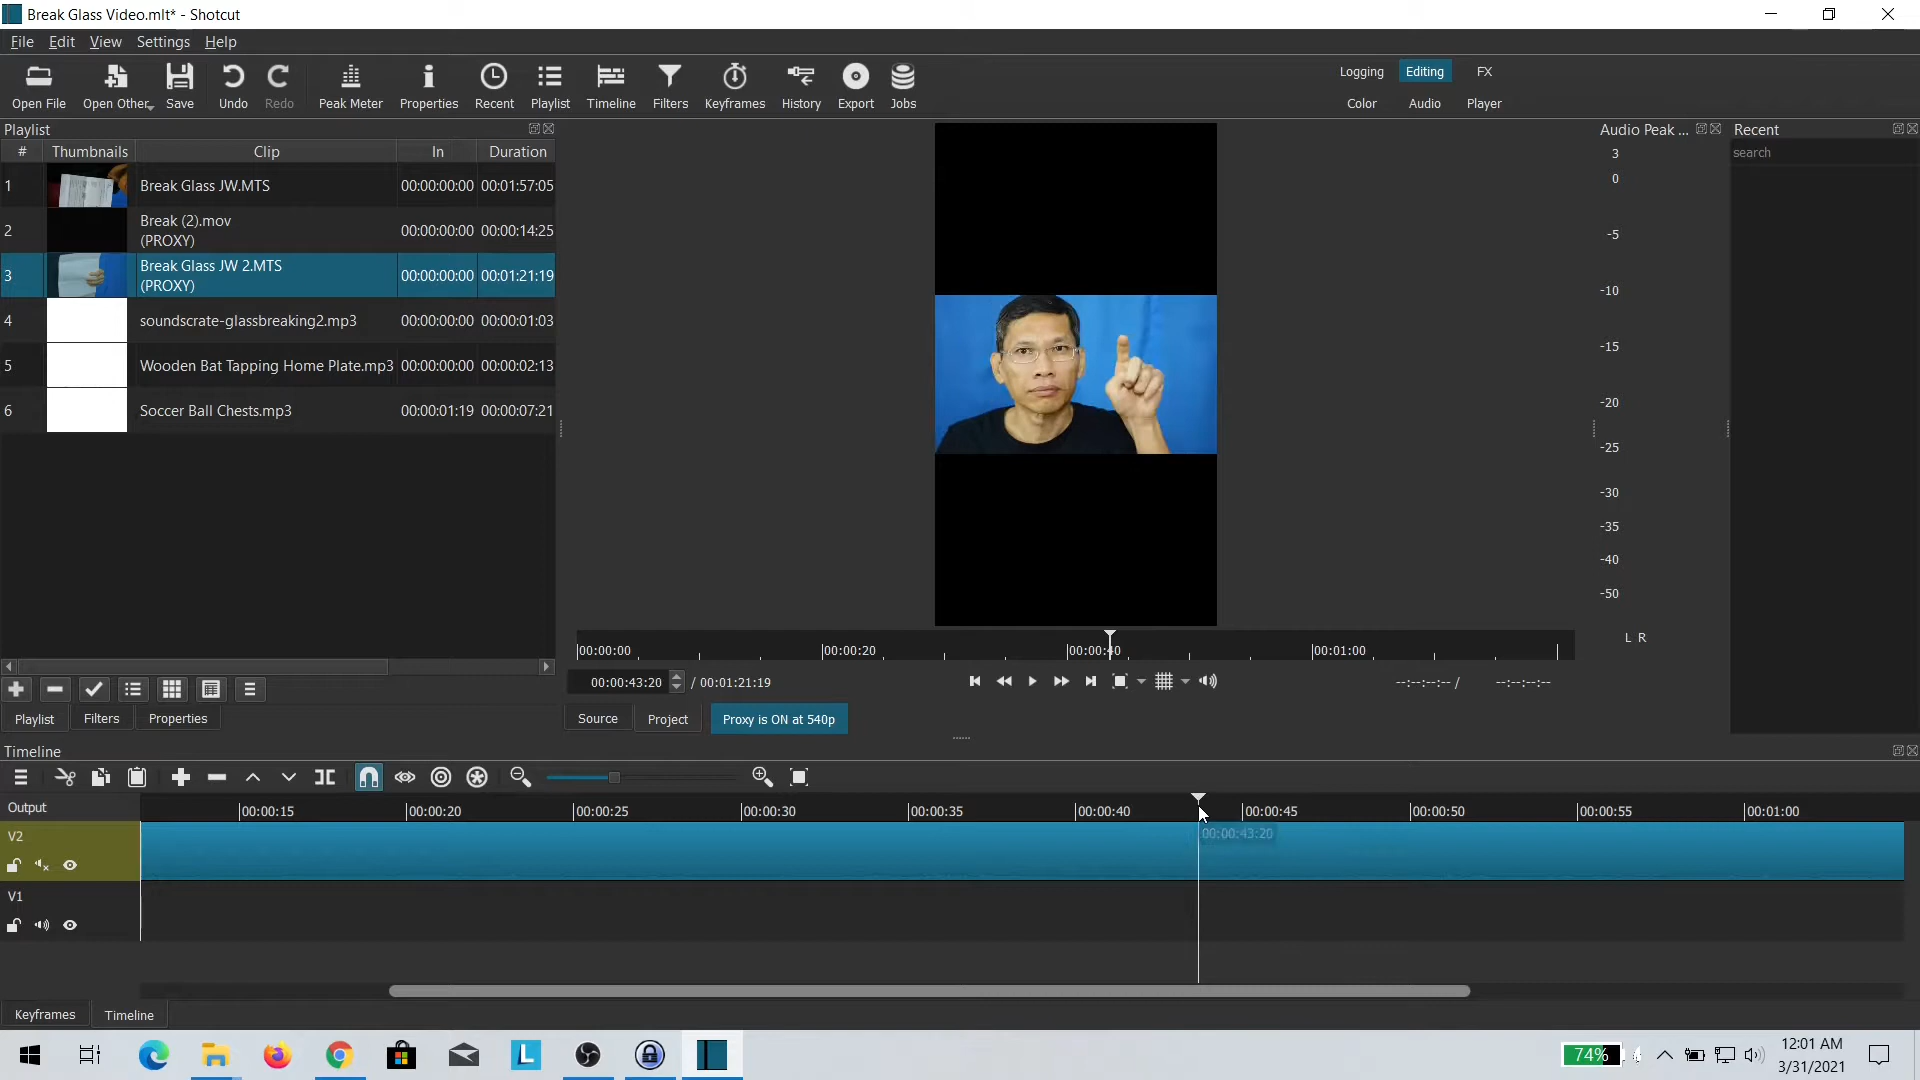 Break Glass Video.mlt* - Shotcut
File Edit View Settings Help
Open File Open Other Save Undo Redo Peak Meter Properties Recent Playlist Timeline Filters Keyframes History Export Jobs
Logging Editing FX
Color Audio Player
Playlist
# Thumbnails Clip In Duration
1 Break Glass JW.MTS 00:00:00:00 00:01:57:05
2 Break (2).mov
(PROXY) 00:00:00:00 00:00:14:25
3 Break Glass JW 2.MTS
(PROXY) 00:00:00:00 00:01:21:19
4 soundscrate-glassbreaking2.mp3 00:00:00:00 00:00:01:03
5 Wooden Bat Tapping Home Plate.mp3 00:00:00:00 00:00:02:13
6 Soccer Ball Chests.mp3 00:00:01:19 00:00:07:21
Playlist Filters Properties
00:00:00 00:00:20 00:00:40 00:01:00
00:00:43:20 / 00:01:21:19
--:--:--:-- / --:--:--:--
Source Project Proxy is ON at 540p
Audio Peak ...
3
0
-5
-10
-15
-20
-25
-30
-35
-40
-50
L R
Recent
search
Timeline
Output
00:00:15 00:00:20 00:00:25 00:00:30 00:00:35 00:00:40 00:00:45 00:00:50 00:00:55 00:01:00
00:00:43:20
V2
V1
Keyframes Timeline
L
74%
12:01 AM
3/31/2021